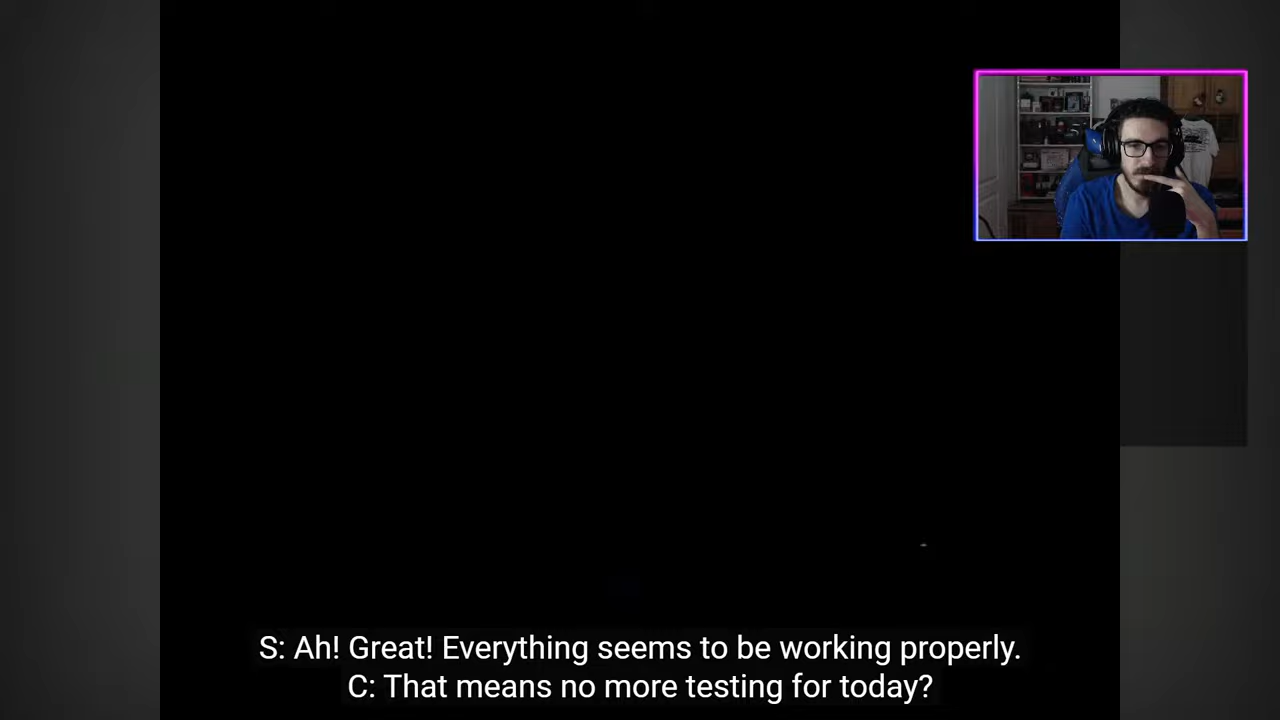 S: Ah! Great! Everything seems to be working properly.
C: That means no more testing for today?